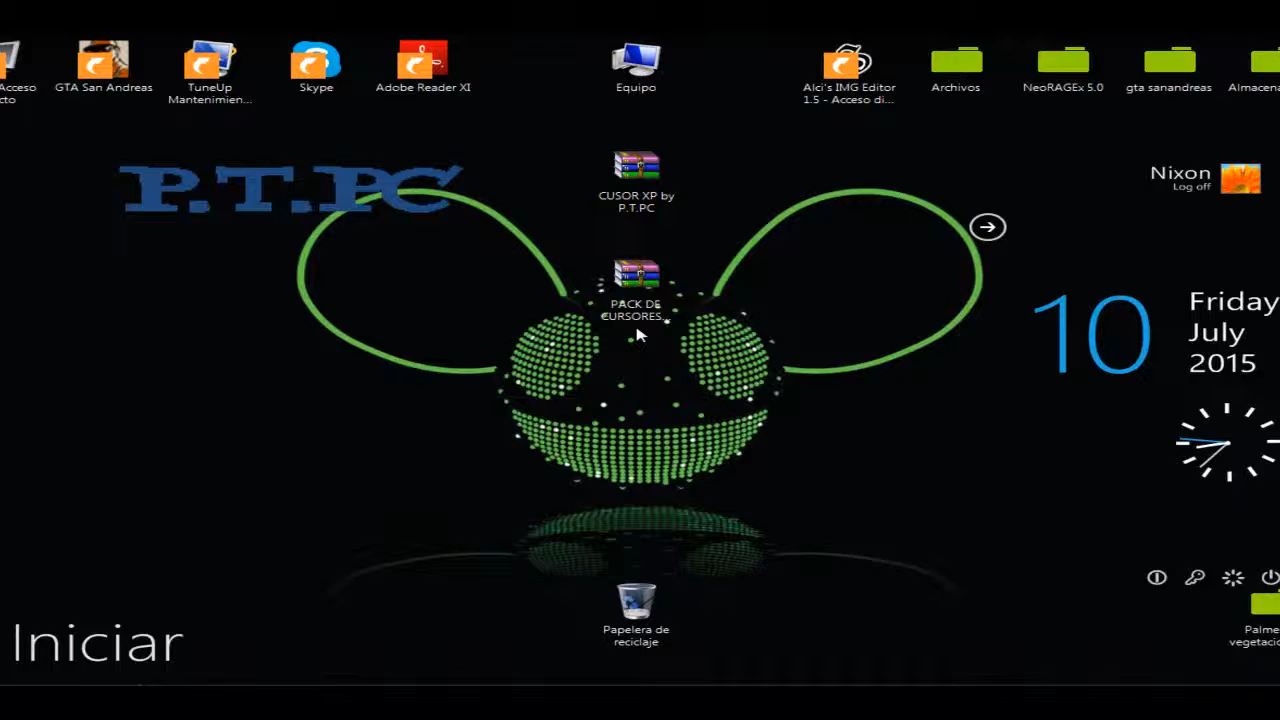 Acceso
cto
GTA San Andreas
TuneUp
Mantenimien...
Skype
Adobe Reader XI
Equipo
Alci's IMG Editor
1.5 - Acceso di...
Archivos
NeoRAGEx 5.0
gta sanandreas
Almacena
P.T.PC
CUSOR XP by
P.T.PC
Nixon
Log off
PACK DE
CURSORES...
10
Friday
July
2015
Papelera de
reciclaje
Palme
vegetacio
Iniciar